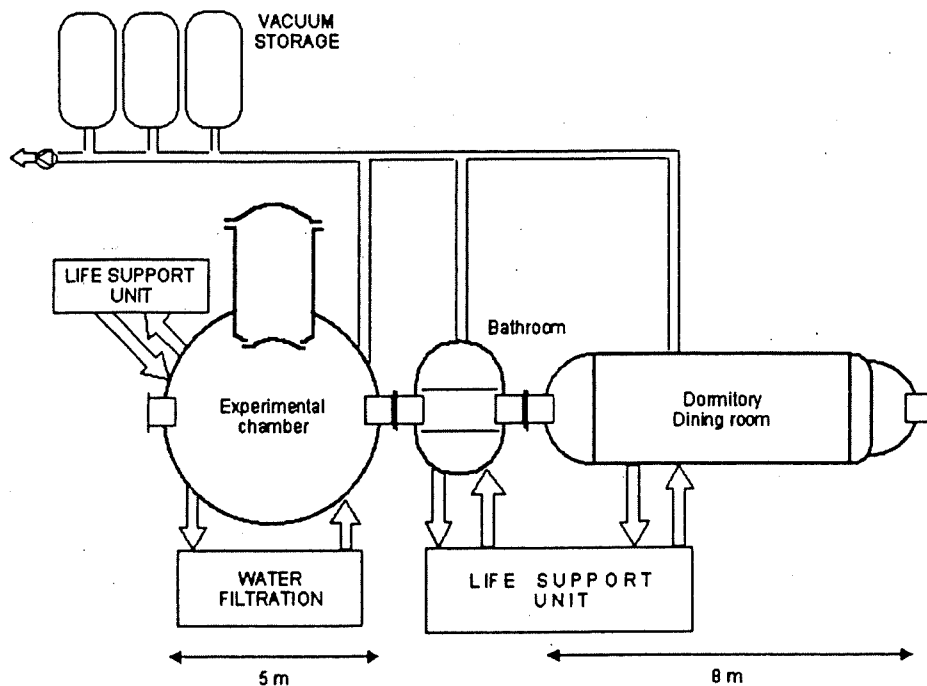 VACUUM
STORAGE
LIFE SUPPORT
UNIT
Bathroom
Experimental
chamber
Dormitory
Dining room
WATER
FILTRATION
LIFE SUPPORT
UNIT
5 m
8 m